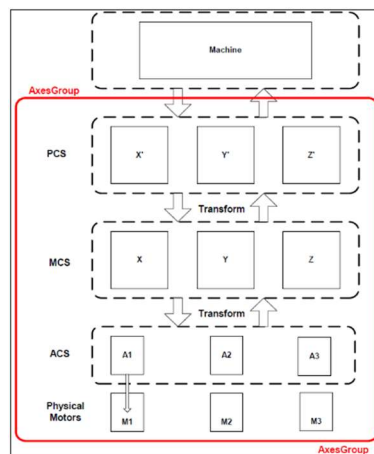 Machine
AxesGroup
PCS
X'
Y'
Z'
Transform
MCS
X
Y
Z
Transform
ACS
A1
A2
A3
Physical
Motors
M1
M2
M3
AxesGroup